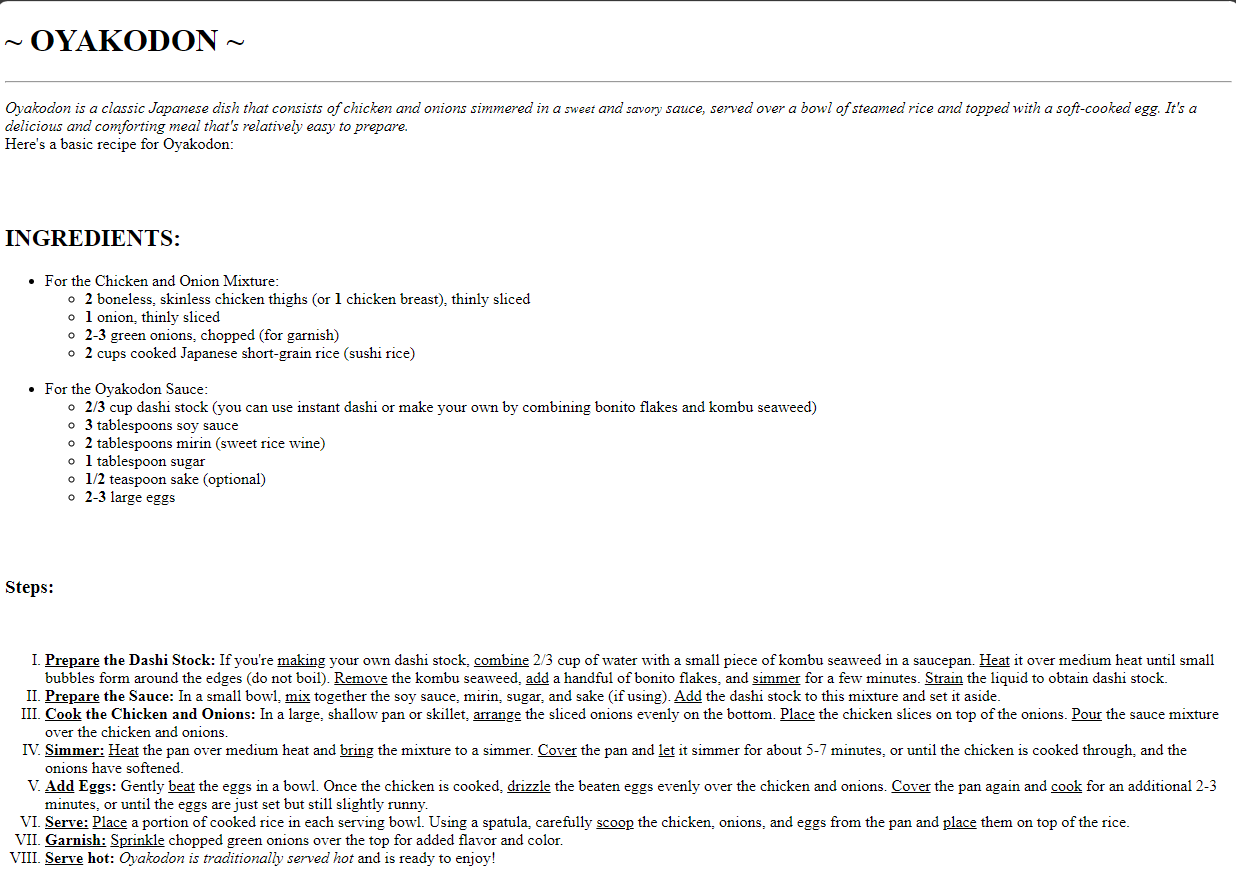 ~ OYAKODON ~
Oyakodon is a classic Japanese dish that consists of chicken and onions simmered in a sweet and savory sauce, served over a bowl of steamed rice and topped with a soft-cooked egg. It's a
delicious and comforting meal that's relatively easy to prepare.
Here's a basic recipe for Oyakodon:
INGREDIENTS:
• For the Chicken and Onion Mixture:
◦ 2 boneless, skinless chicken thighs (or 1 chicken breast), thinly sliced
◦ 1 onion, thinly sliced
◦ 2-3 green onions, chopped (for garnish)
◦ 2 cups cooked Japanese short-grain rice (sushi rice)
• For the Oyakodon Sauce:
◦ 2/3 cup dashi stock (you can use instant dashi or make your own by combining bonito flakes and kombu seaweed)
◦ 3 tablespoons soy sauce
◦ 2 tablespoons mirin (sweet rice wine)
◦ 1 tablespoon sugar
◦ 1/2 teaspoon sake (optional)
◦ 2-3 large eggs
Steps:
I. Prepare the Dashi Stock: If you're making your own dashi stock, combine 2/3 cup of water with a small piece of kombu seaweed in a saucepan. Heat it over medium heat until small
bubbles form around the edges (do not boil). Remove the kombu seaweed, add a handful of bonito flakes, and simmer for a few minutes. Strain the liquid to obtain dashi stock.
II. Prepare the Sauce: In a small bowl, mix together the soy sauce, mirin, sugar, and sake (if using). Add the dashi stock to this mixture and set it aside.
III. Cook the Chicken and Onions: In a large, shallow pan or skillet, arrange the sliced onions evenly on the bottom. Place the chicken slices on top of the onions. Pour the sauce mixture
over the chicken and onions.
IV. Simmer: Heat the pan over medium heat and bring the mixture to a simmer. Cover the pan and let it simmer for about 5-7 minutes, or until the chicken is cooked through, and the
onions have softened.
V. Add Eggs: Gently beat the eggs in a bowl. Once the chicken is cooked, drizzle the beaten eggs evenly over the chicken and onions. Cover the pan again and cook for an additional 2-3
minutes, or until the eggs are just set but still slightly runny.
VI. Serve: Place a portion of cooked rice in each serving bowl. Using a spatula, carefully scoop the chicken, onions, and eggs from the pan and place them on top of the rice.
VII. Garnish: Sprinkle chopped green onions over the top for added flavor and color.
VIII. Serve hot: Oyakodon is traditionally served hot and is ready to enjoy!